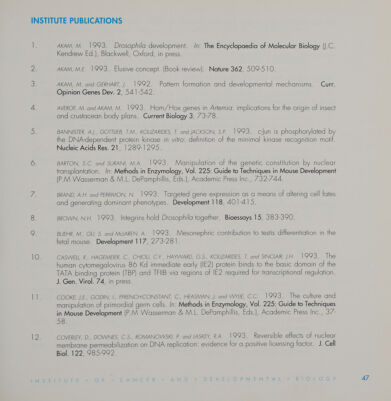 INSTITUTE PUBLICATIONS
1. AKAM, M. 1993. Drosophila development. In: The Encyclopaedia of Molecular Biology (J.C.
Kendrew Ed.), Blackwell, Oxford, in press.
2. AKAM, M.E. 1993. Elusive concept. (Book review). Nature 362, 509-510.
3. AKAM, M. and GERHART, J. 1992. Pattern formation and developmental mechanisms. Curr.
Opinion Genes Dev. 2, 541-542.
4. AVEROF, M. and AKAM, M. 1993. Hom/Hox genes in Artemia: implications for the origin of insect
and crustacean body plans. Current Biology 3, 73-78.
5. BANNISTER, A.J., GOTTLIEB, T.M., KOUZARIDES, T. and JACKSON, S.P. 1993. c-Jun is phosphorylated by
the DNA-dependent protein kinase in vitro: definition of the minimal kinase recognition motif.
Nucleic Acids Res. 21, 1289-1295.
6. BARTON, S.C. and SURANI, M.A. 1993. Manipulation of the genetic constitution by nuclear
transplantation. In: Methods in Enzymology, Vol. 225: Guide to Techniques in Mouse Development
(P.M Wasserman & M.L. DePamphilis, Eds.), Academic Press Inc., 732-744.
7. BRAND, A.H. and PERRIMON, N. 1993. Targeted gene expression as a means of altering cell fates
and generating dominant phenotypes. Development 118, 401-415.
8. BROWN, N.H. 1993. Integrins hold Drosophila together. Bioessays 15, 383-390.
9. BUEHR, M., GU, S. and McLAREN, A. 1993. Mesonephric contribution to testis differentiation in the
fetal mouse. Development 117, 273-281.
10. CASWELL, R., HAGEMEIER, C., CHIOU, C-Y., HAYWARD, G.S., KOUZARIDES, T. and SINCLAIR, J.H. 1993. The
human cytomegalovirus 86 Kd immediate early (IE2) protein binds to the basic domain of the
TATA binding protein (TBP) and TFIIB via regions of IE2 required for transcriptional regulation.
J. Gen. Virol. 74, in press.
11. COOKE, J.E., GODIN, I., FFRENCH-CONSTANT, C., HEASMAN, J. and WYLIE, C.C. 1993. The culture and
manipulation of primordial germ cells. In: Methods in Enzymology, Vol. 225: Guide to Techniques
in Mouse Development (P.M Wasserman & M.L. DePamphilis, Eds.), Academic Press Inc., 37-
58.
12. COVERLEY, D., DOWNES, C.S., ROMANOWSKI, P. and LASKEY, R.A. 1993. Reversible effects of nuclear
membrane permeabilization on DNA replication: evidence for a positive licensing factor. J. Cell
Biol. 122, 985-992.
INSTITUTE • OF • CANCER • AND • DEVELOPMENTAL • BIOLOGY 47